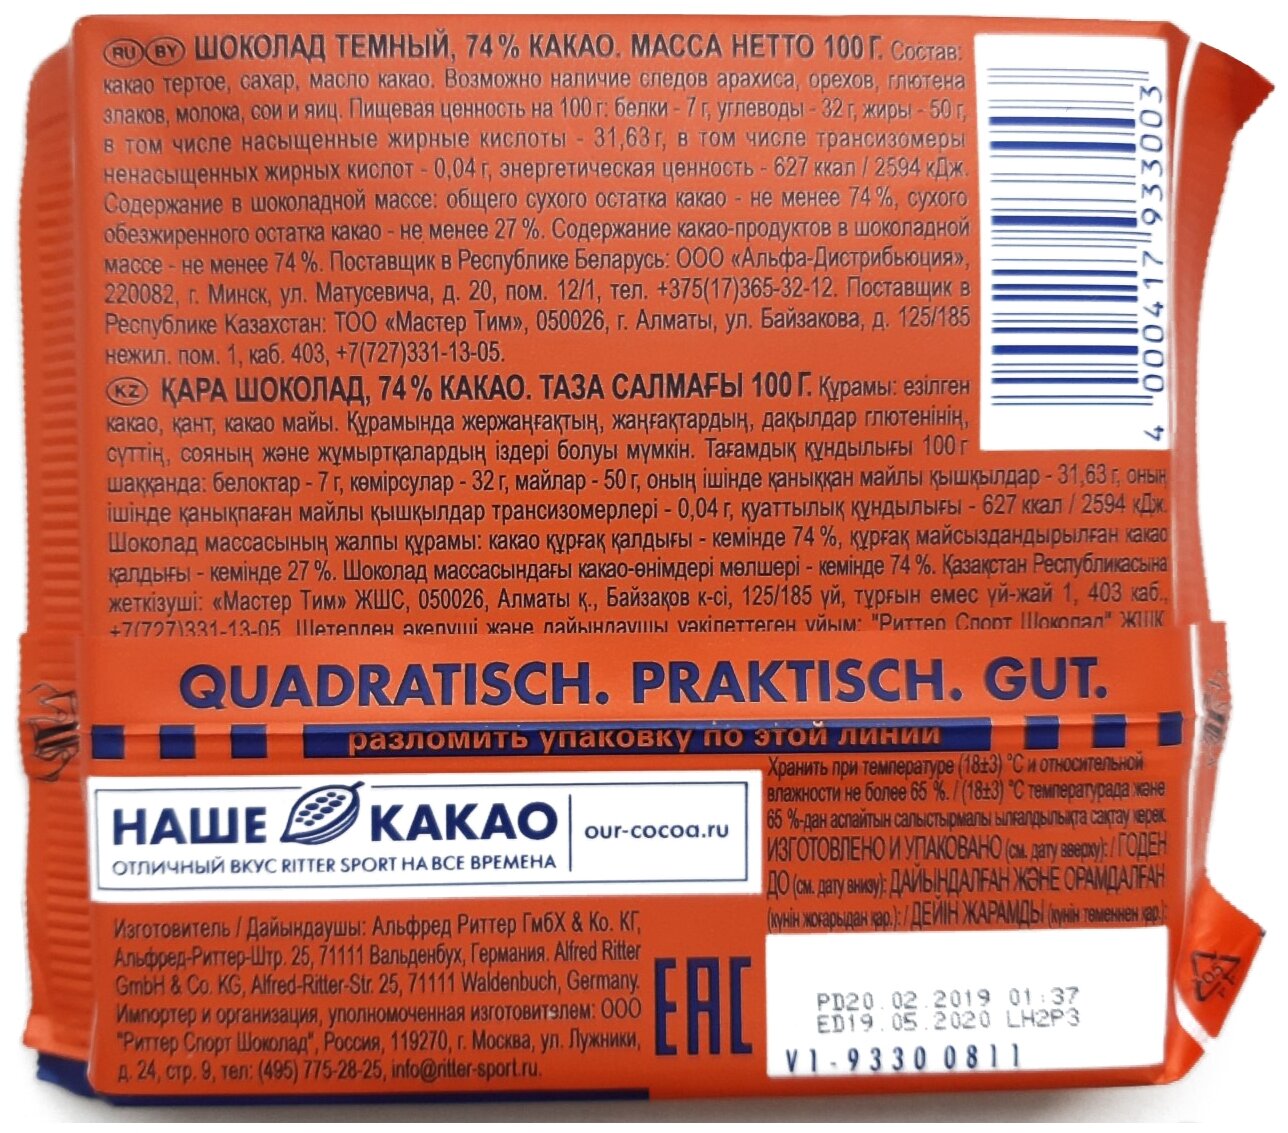 RU BY ШОКОЛАД ТЕМНЫЙ, 74% КАКАО. МАССА НЕТТО 100 Г. Состав:
какао тертое, сахар, масло какао. Возможно наличие следов арахиса, орехов, глютена
злаков, молока, сои и яиц. Пищевая ценность на 100 г: белки - 7 г, углеводы - 32 г, жиры - 50 г,
в том числе насыщенные жирные кислоты - 31,63 г, в том числе трансизомеры
ненасыщенных жирных кислот - 0,04 г, энергетическая ценность - 627 ккал / 2594 кДж.
Содержание в шоколадной массе: общего сухого остатка какао - не менее 74 %, сухого
обезжиренного остатка какао - не менее 27 %. Содержание какао-продуктов в шоколадной
массе - не менее 74 %. Поставщик в Республике Беларусь: ООО «Альфа-Дистрибьюция»,
220082, г. Минск, ул. Матусевича, д. 20, пом. 12/1, тел. +375(17)365-32-12. Поставщик в
Республике Казахстан: ТОО «Мастер Тим», 050026, г. Алматы, ул. Байзакова, д. 125/185
нежил. пом. 1, каб. 403, +7(727)331-13-05.
KZ ҚАРА ШОКОЛАД, 74% КАКАО. ТАЗА САЛМАҒЫ 100 Г. Құрамы: езілген
какао, қант, какао майы. Құрамында жержаңғақтың, жаңғақтардың, дақылдар глютенінің,
сүттің, сояның және жұмыртқалардың іздері болуы мүмкін. Тағамдық құндылығы 100 г
шаққанда: белоктар - 7 г, көмірсулар - 32 г, майлар - 50 г, оның ішінде қаныққан майлы қышқылдар - 31,63 г, оның
ішінде қанықпаған майлы қышқылдар трансизомерлері - 0,04 г, қуаттылық құндылығы - 627 ккал / 2594 кДж.
Шоколад массасының жалпы құрамы: какао құрғақ қалдығы - кемінде 74 %, құрғақ майсыздандырылған какао
қалдығы - кемінде 27 %. Шоколад массасындағы какао-өнімдері мөлшері - кемінде 74 %. Қазақстан Республикасына
жеткізуші: «Мастер Тим» ЖШС, 050026, Алматы қ., Байзақов к-сі, 125/185 үй, тұрғын емес үй-жай 1, 403 каб.,
+7(727)331-13-05. Шетелден әкелуші және дайындаушы уәкілеттеген ұйым: "Риттер Спорт Шоколад" ЖШҚ
4 000417 933003
QUADRATISCH. PRAKTISCH. GUT.
разломить упаковку по этой линии
НАШЕ КАКАО
ОТЛИЧНЫЙ ВКУС RITTER SPORT НА ВСЕ ВРЕМЕНА
our-cocoa.ru
Хранить при температуре (18±3) °С и относительной
влажности не более 65 %. / (18±3) °С температурада және
65 %-дан аспайтын салыстырмалы ылғалдылықта сақтау керек.
ИЗГОТОВЛЕНО И УПАКОВАНО (см. дату вверху): / ГОДЕН
ДО (см. дату внизу): ДАЙЫНДАЛҒАН ЖӘНЕ ОРАМДАЛҒАН
(күнін жоғарыдан қар.): / ДЕЙІН ЖАРАМДЫ (күнін төменнен қар.):
Изготовитель / Дайындаушы: Альфред Риттер ГмбХ & Ко. КГ,
Альфред-Риттер-Штр. 25, 71111 Вальденбух, Германия. Alfred Ritter
GmbH & Co. KG, Alfred-Ritter-Str. 25, 71111 Waldenbuch, Germany.
Импортер и организация, уполномоченная изготовителем: ООО
"Риттер Спорт Шоколад", Россия, 119270, г. Москва, ул. Лужники,
д. 24, стр. 9, тел: (495) 775-28-25, info@ritter-sport.ru.
EAC
PD20.02.2019 01:37
ED19.05.2020 LH2P3
V1-93300811